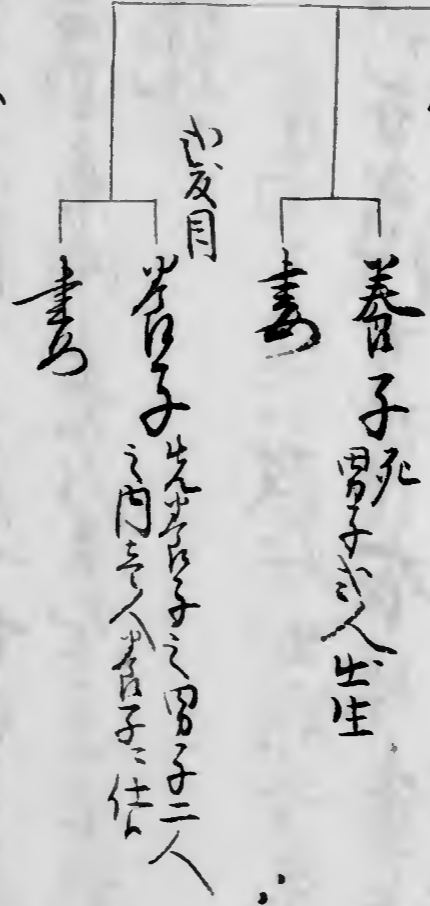 養子
死
男子弐人出生
妻
弐度目
養子
先養子之男子二人
之内壱人養子ニ仕候
妻